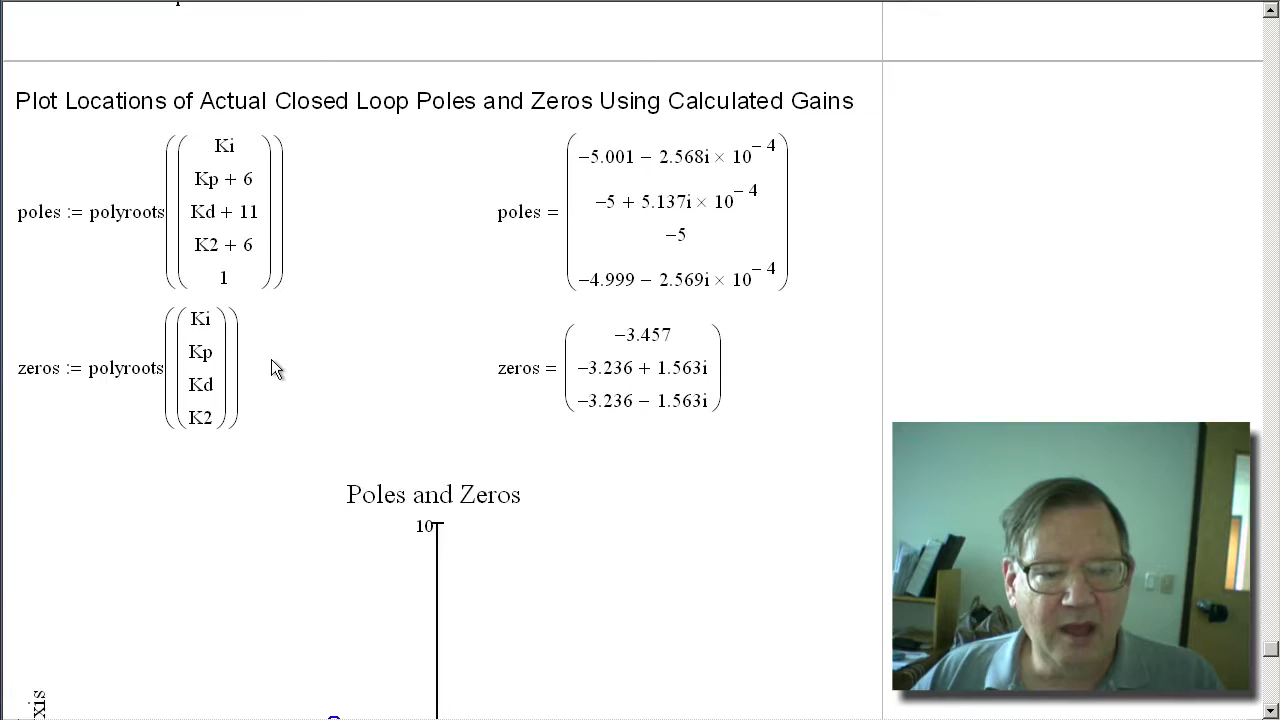 Plot Locations of Actual Closed Loop Poles and Zeros Using Calculated Gains
poles := polyroots
Ki
Kp + 6
Kd + 11
K2 + 6
1
poles =
−5.001 − 2.568i × 10^−4
−5 + 5.137i × 10^−4
−5
−4.999 − 2.569i × 10^−4
zeros := polyroots
Ki
Kp
Kd
K2
zeros =
−3.457
−3.236 + 1.563i
−3.236 − 1.563i
Poles and Zeros
10